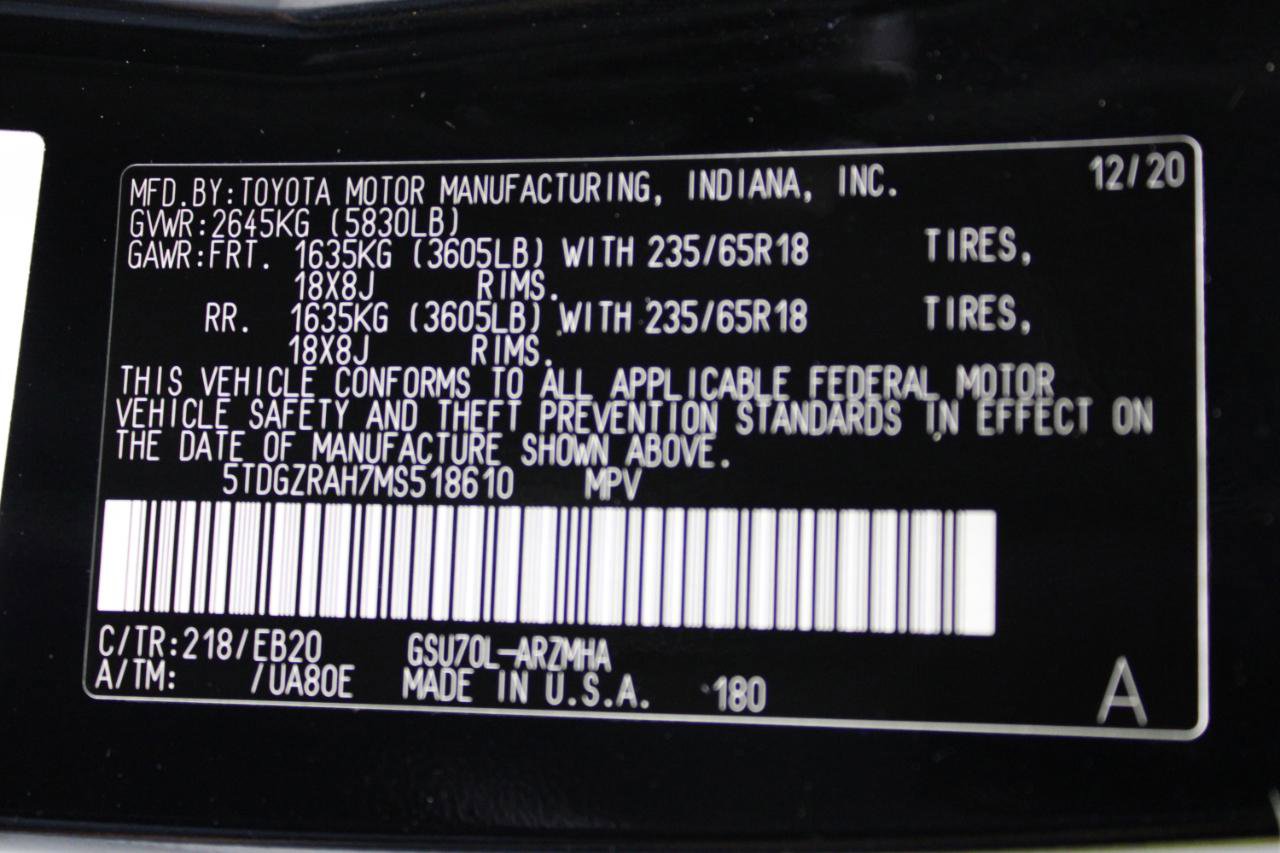 MFD.BY:TOYOTA MOTOR MANUFACTURING, INDIANA, INC. 12/20
GVWR:2645KG (5830LB)
GAWR:FRT. 1635KG (3605LB) WITH 235/65R18 TIRES,
18X8J RIMS.
RR. 1635KG (3605LB) WITH 235/65R18 TIRES,
18X8J RIMS.
THIS VEHICLE CONFORMS TO ALL APPLICABLE FEDERAL MOTOR
VEHICLE SAFETY AND THEFT PREVENTION STANDARDS IN EFFECT ON
THE DATE OF MANUFACTURE SHOWN ABOVE.
5TDGZRAH7MS518610 MPV
C/TR:218/EB20 GSU70L-ARZMHA
A/TM: /UA80E MADE IN U.S.A. 180 A